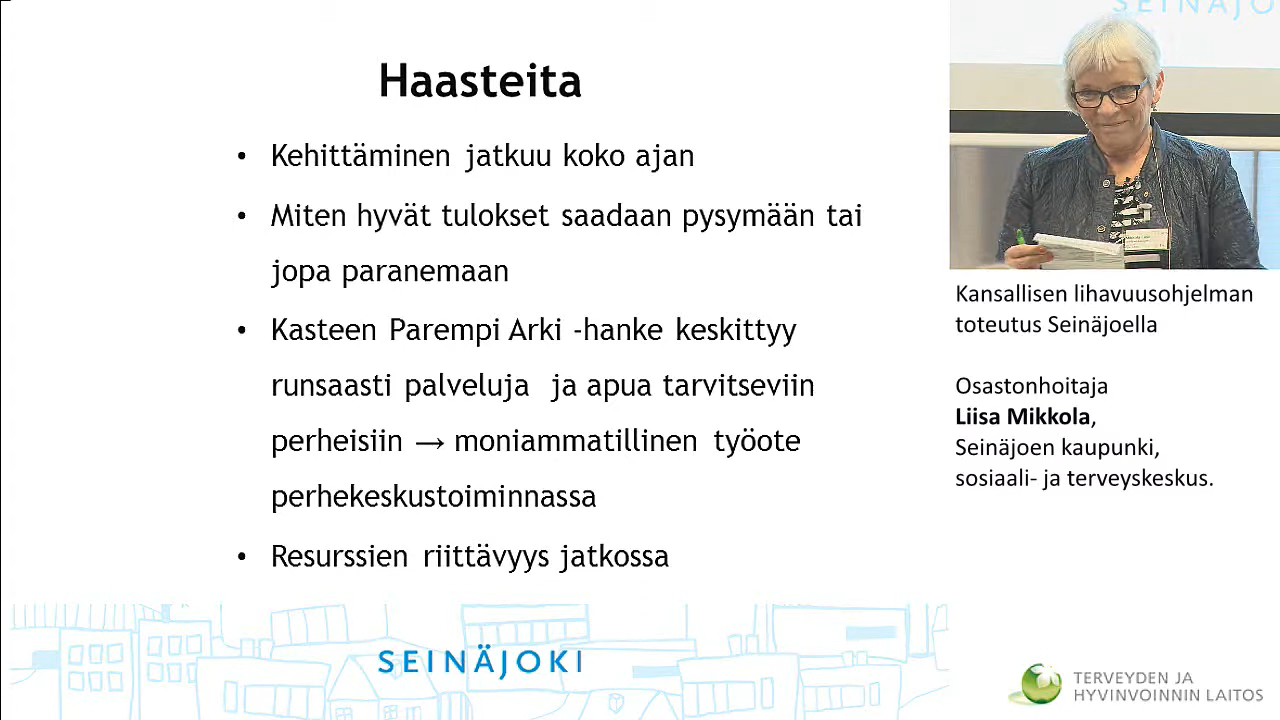 Haasteita
• Kehittäminen jatkuu koko ajan
• Miten hyvät tulokset saadaan pysymään tai
jopa paranemaan
• Kasteen Parempi Arki -hanke keskittyy
runsaasti palveluja ja apua tarvitseviin
perheisiin → moniammatillinen työote
perhekeskustoiminnassa
• Resurssien riittävyys jatkossa
SEINÄJOKI
SEINÄJO
Kansallisen lihavuusohjelman
toteutus Seinäjoella
Osastonhoitaja
Liisa Mikkola,
Seinäjoen kaupunki,
sosiaali- ja terveyskeskus.
TERVEYDEN JA
HYVINVOINNIN LAITOS